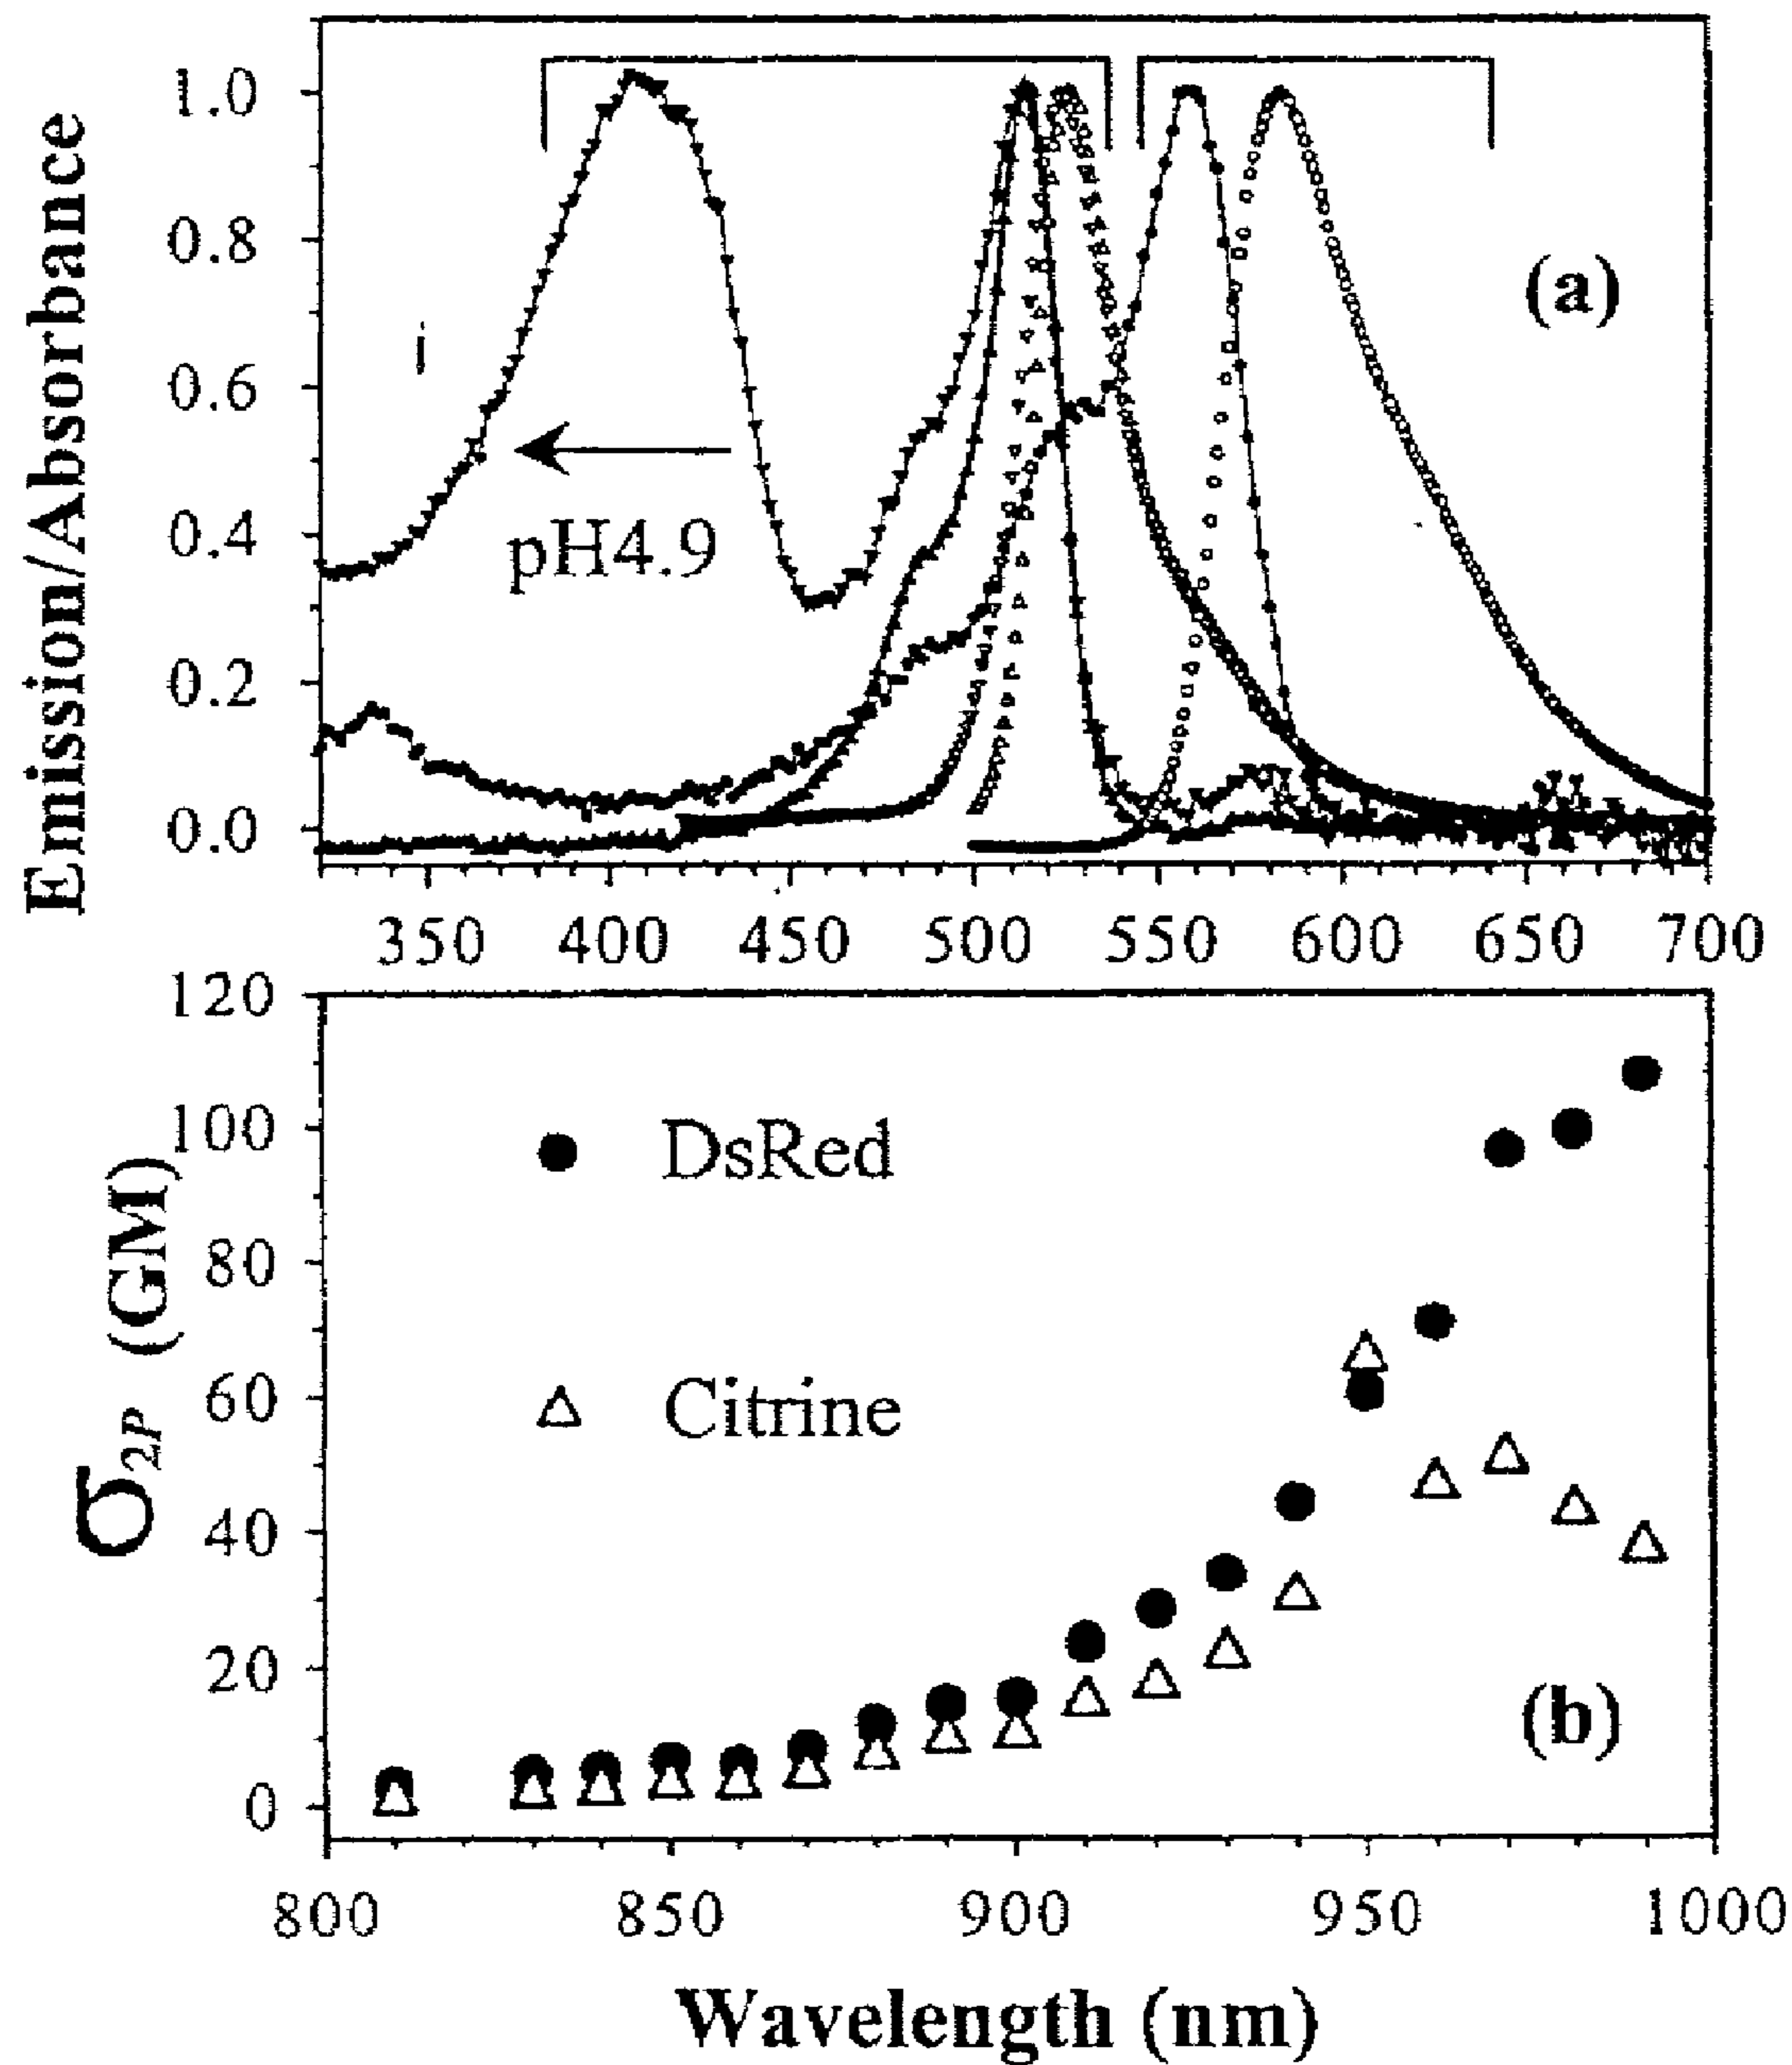 Emission/Absorbance
1.0
0.8
0.6
0.4
0.2
0.0
(a)
pH4.9
350 400 450 500 550 600 650 700
σ2P (GM)
120
100
80
60
40
20
0
DsRed
Citrine
(b)
800 850 900 950 1000
Wavelength (nm)